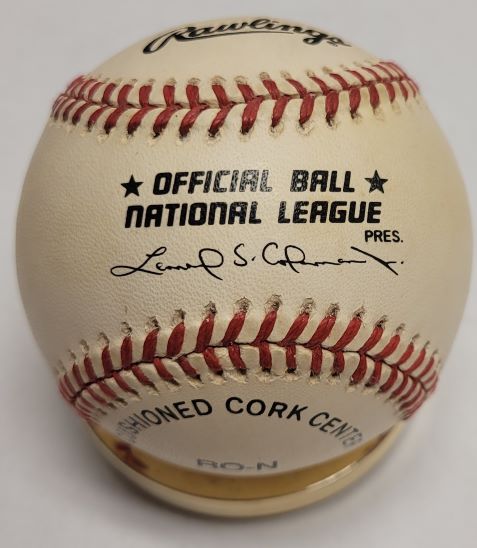 Rawlings
★ OFFICIAL BALL ★
NATIONAL LEAGUE
PRES.
Leonard S. Coleman Jr.
CUSHIONED CORK CENTER
RO-N